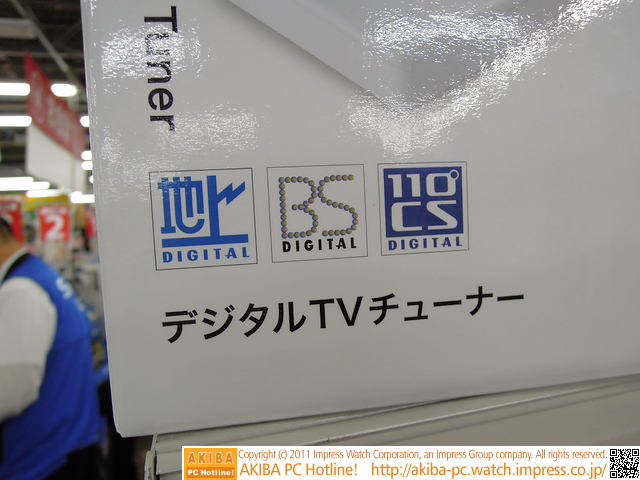 Tuner
地上 DIGITAL
BS DIGITAL
110° CS DIGITAL
デジタルTVチューナー
2
AKIBA PC Hotline!
Copyright (c) 2011 Impress Watch Corporation, an Impress Group company. All rights reserved.
AKIBA PC Hotline! http://akiba-pc.watch.impress.co.jp/